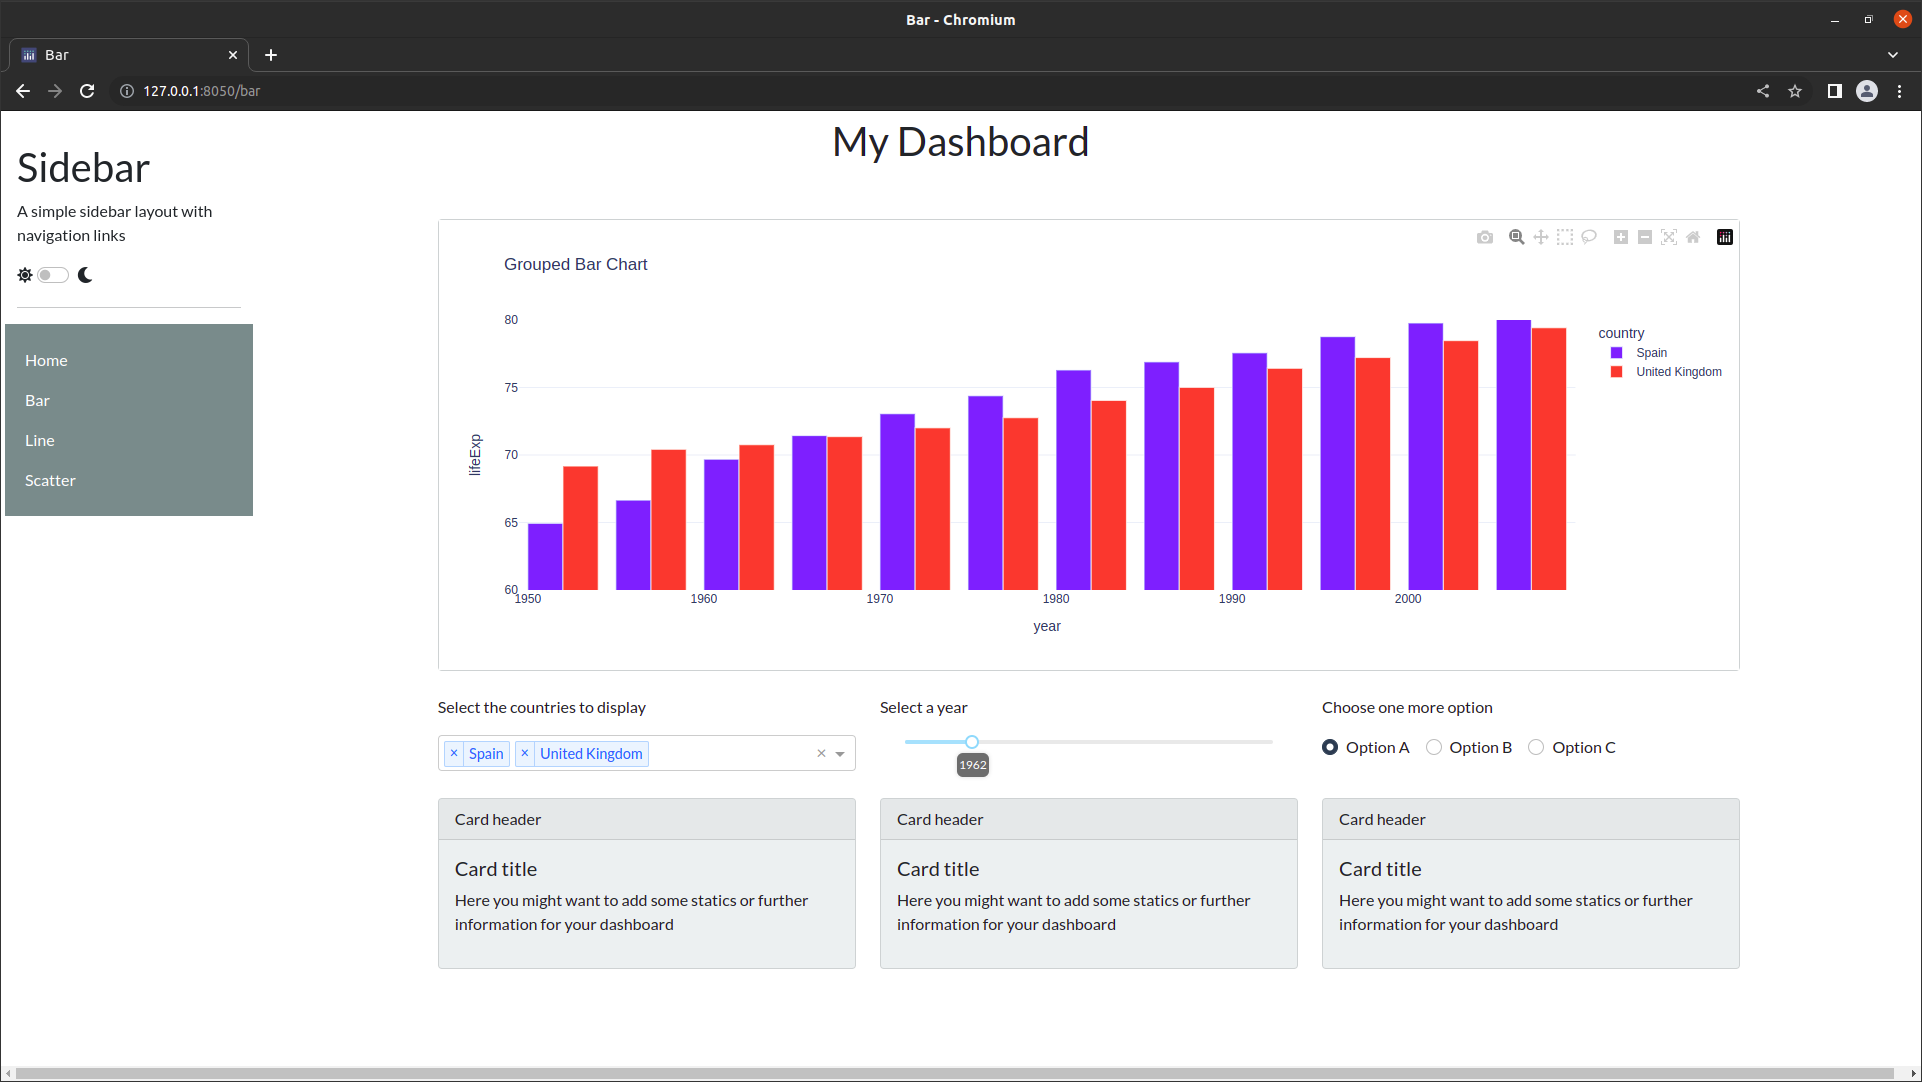 Bar - Chromium
Bar
127.0.0.1:8050/bar
My Dashboard
Sidebar
A simple sidebar layout with
navigation links
Home
Bar
Line
Scatter
Grouped Bar Chart
80
75
70
65
60
lifeExp
1950 1960 1970 1980 1990 2000
year
country
Spain
United Kingdom
Select the countries to display
× Spain × United Kingdom ×
Select a year
1962
Choose one more option
Option A Option B Option C
Card header
Card title
Here you might want to add some statics or further
information for your dashboard
Card header
Card title
Here you might want to add some statics or further
information for your dashboard
Card header
Card title
Here you might want to add some statics or further
information for your dashboard